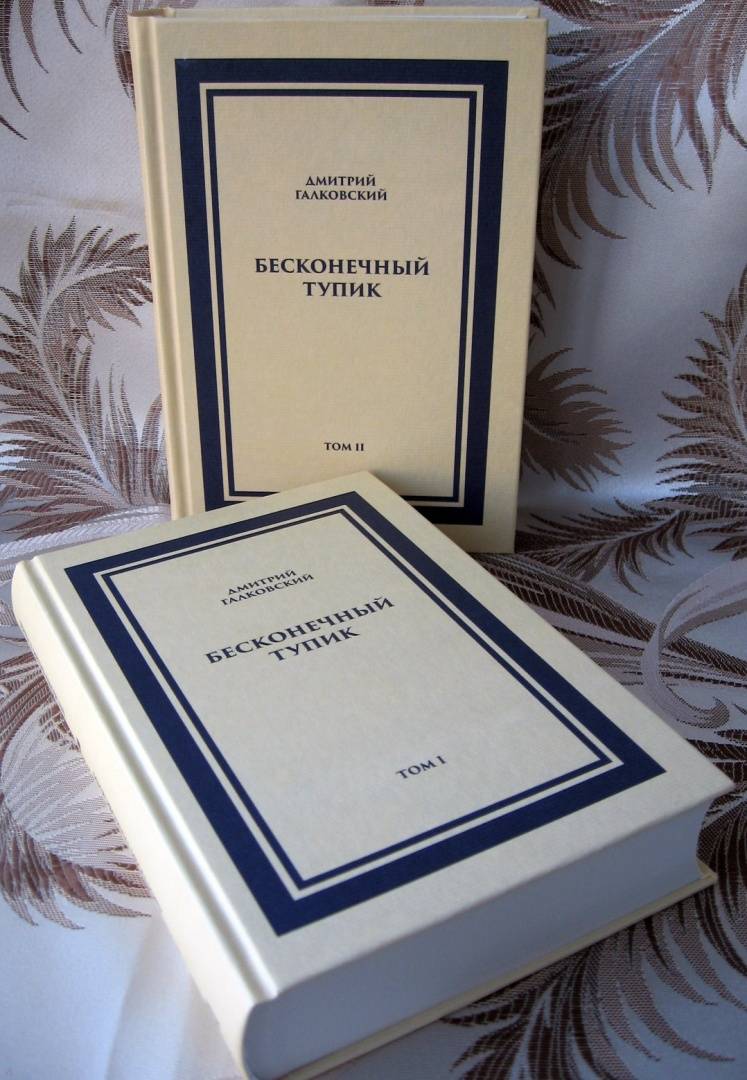 ДМИТРИЙ
ГАЛКОВСКИЙ
БЕСКОНЕЧНЫЙ
ТУПИК
ТОМ II
ДМИТРИЙ
ГАЛКОВСКИЙ
БЕСКОНЕЧНЫЙ
ТУПИК
ТОМ I